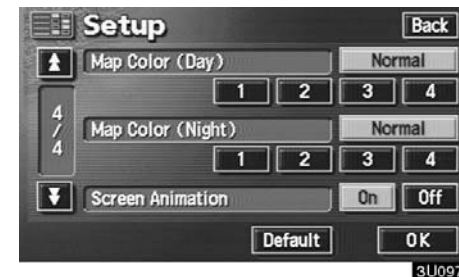 Setup Back
Map Color (Day) Normal
1 2 3 4
4/4
Map Color (Night) Normal
1 2 3 4
Screen Animation On Off
Default OK
3U097